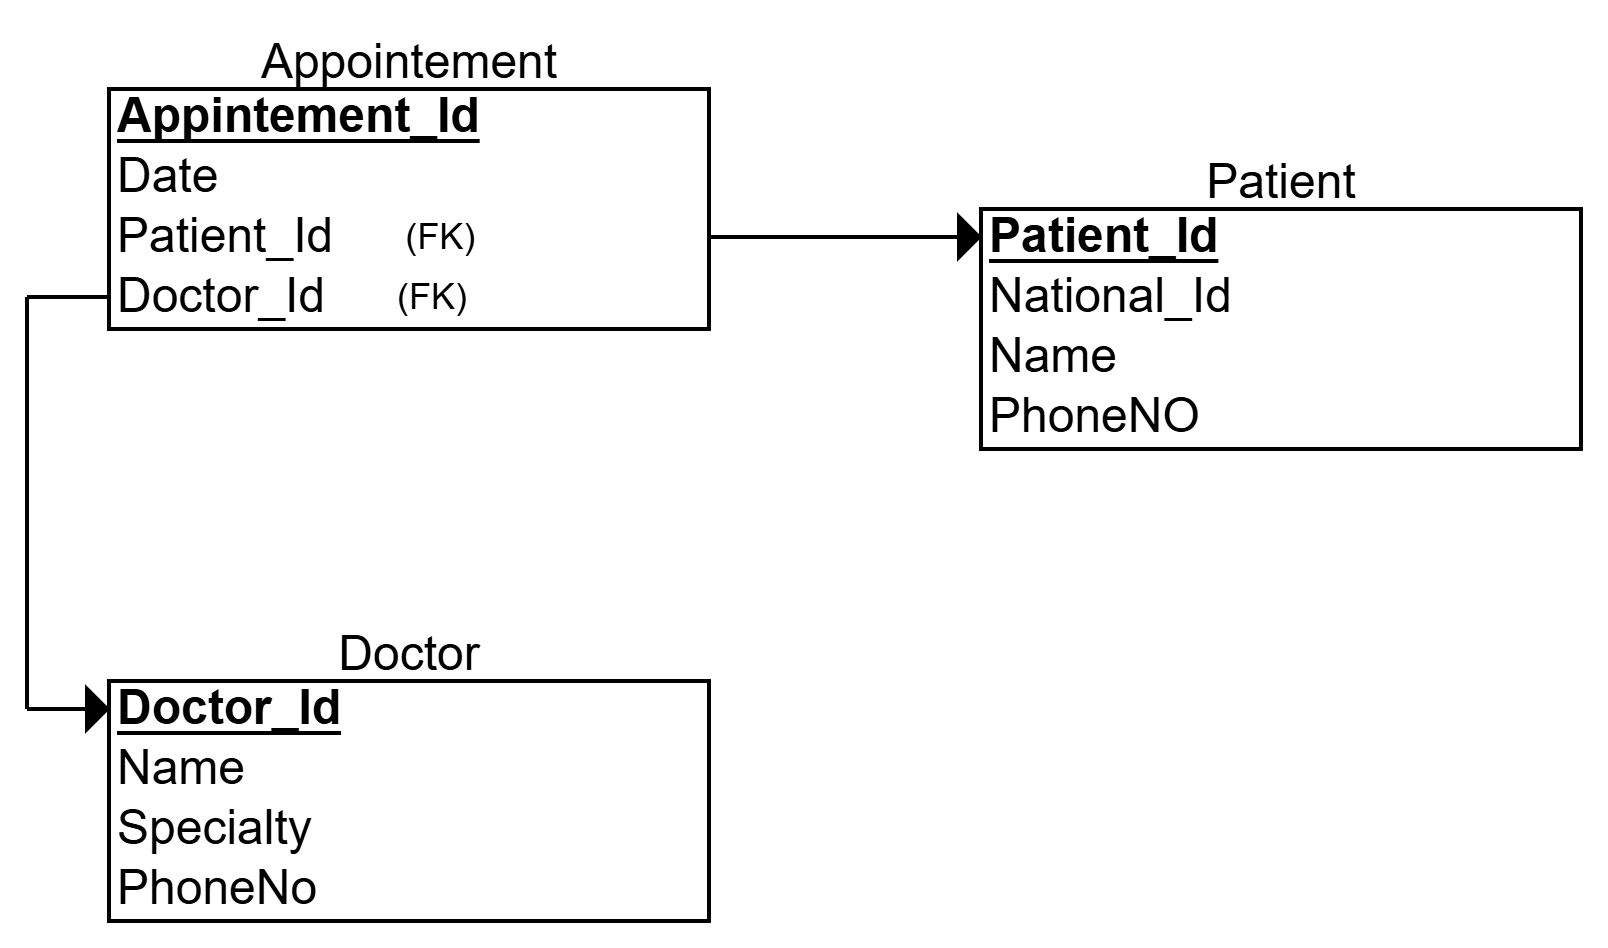 Appointement
Appintement_Id
Date
Patient_Id (FK)
Doctor_Id (FK)
Patient
Patient_Id
National_Id
Name
PhoneNO
Doctor
Doctor_Id
Name
Specialty
PhoneNo